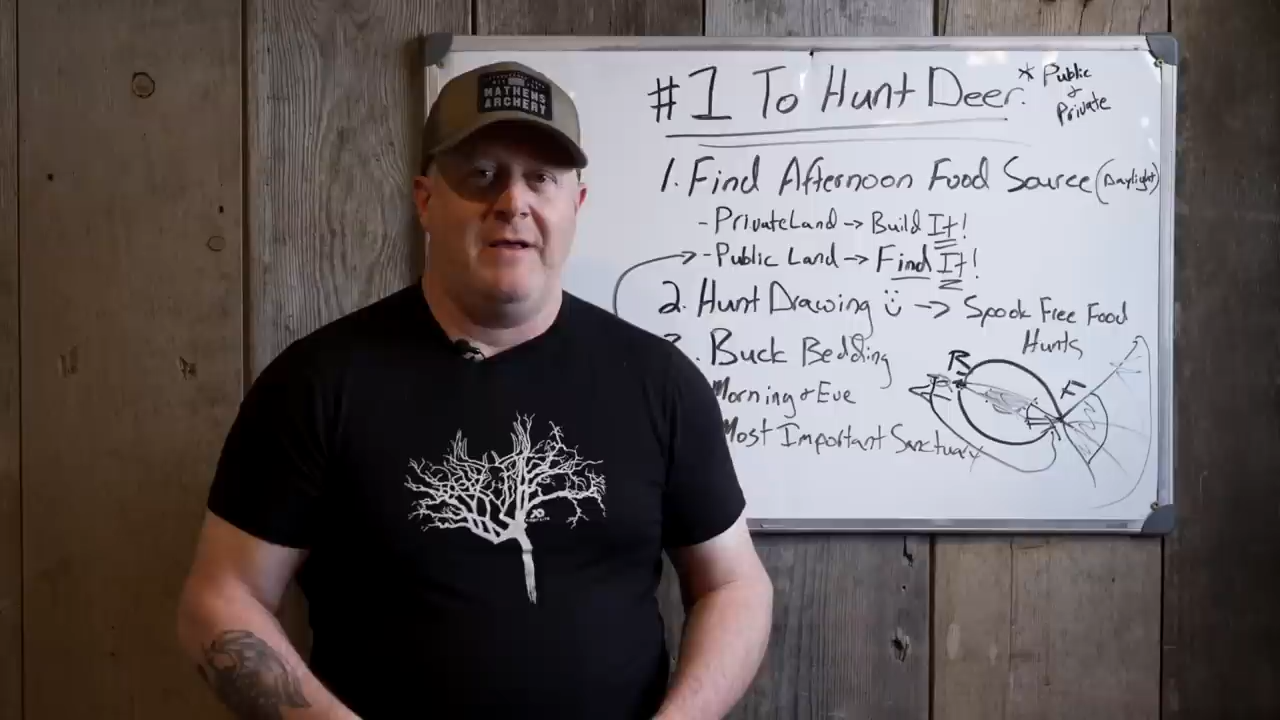 MATHEWS
ARCHERY
#1 To Hunt Deer.
* Public
+
Private
1. Find Afternoon Food Source (Daylight)
- Private Land → Build It!
- Public Land → Find It!
2. Hunt Drawing → Spook Free Food
Hunts
Buck Bedding
Morning + Eve
Most Important Sanctuary
B
F